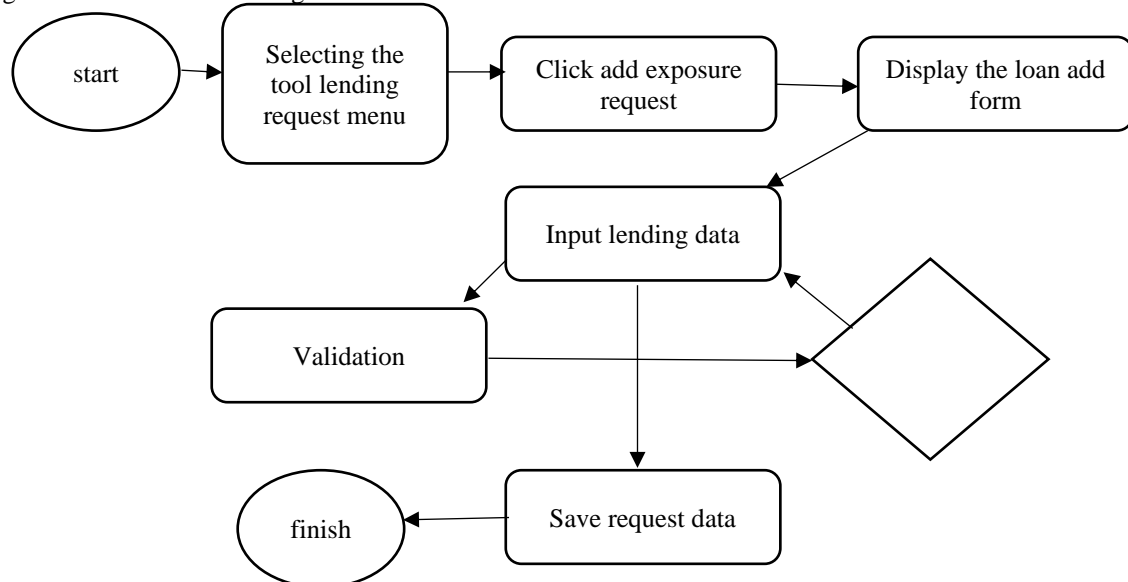 start
Selecting the
tool lending
request menu
Click add exposure
request
Display the loan add
form
Input lending data
Validation
Save request data
finish